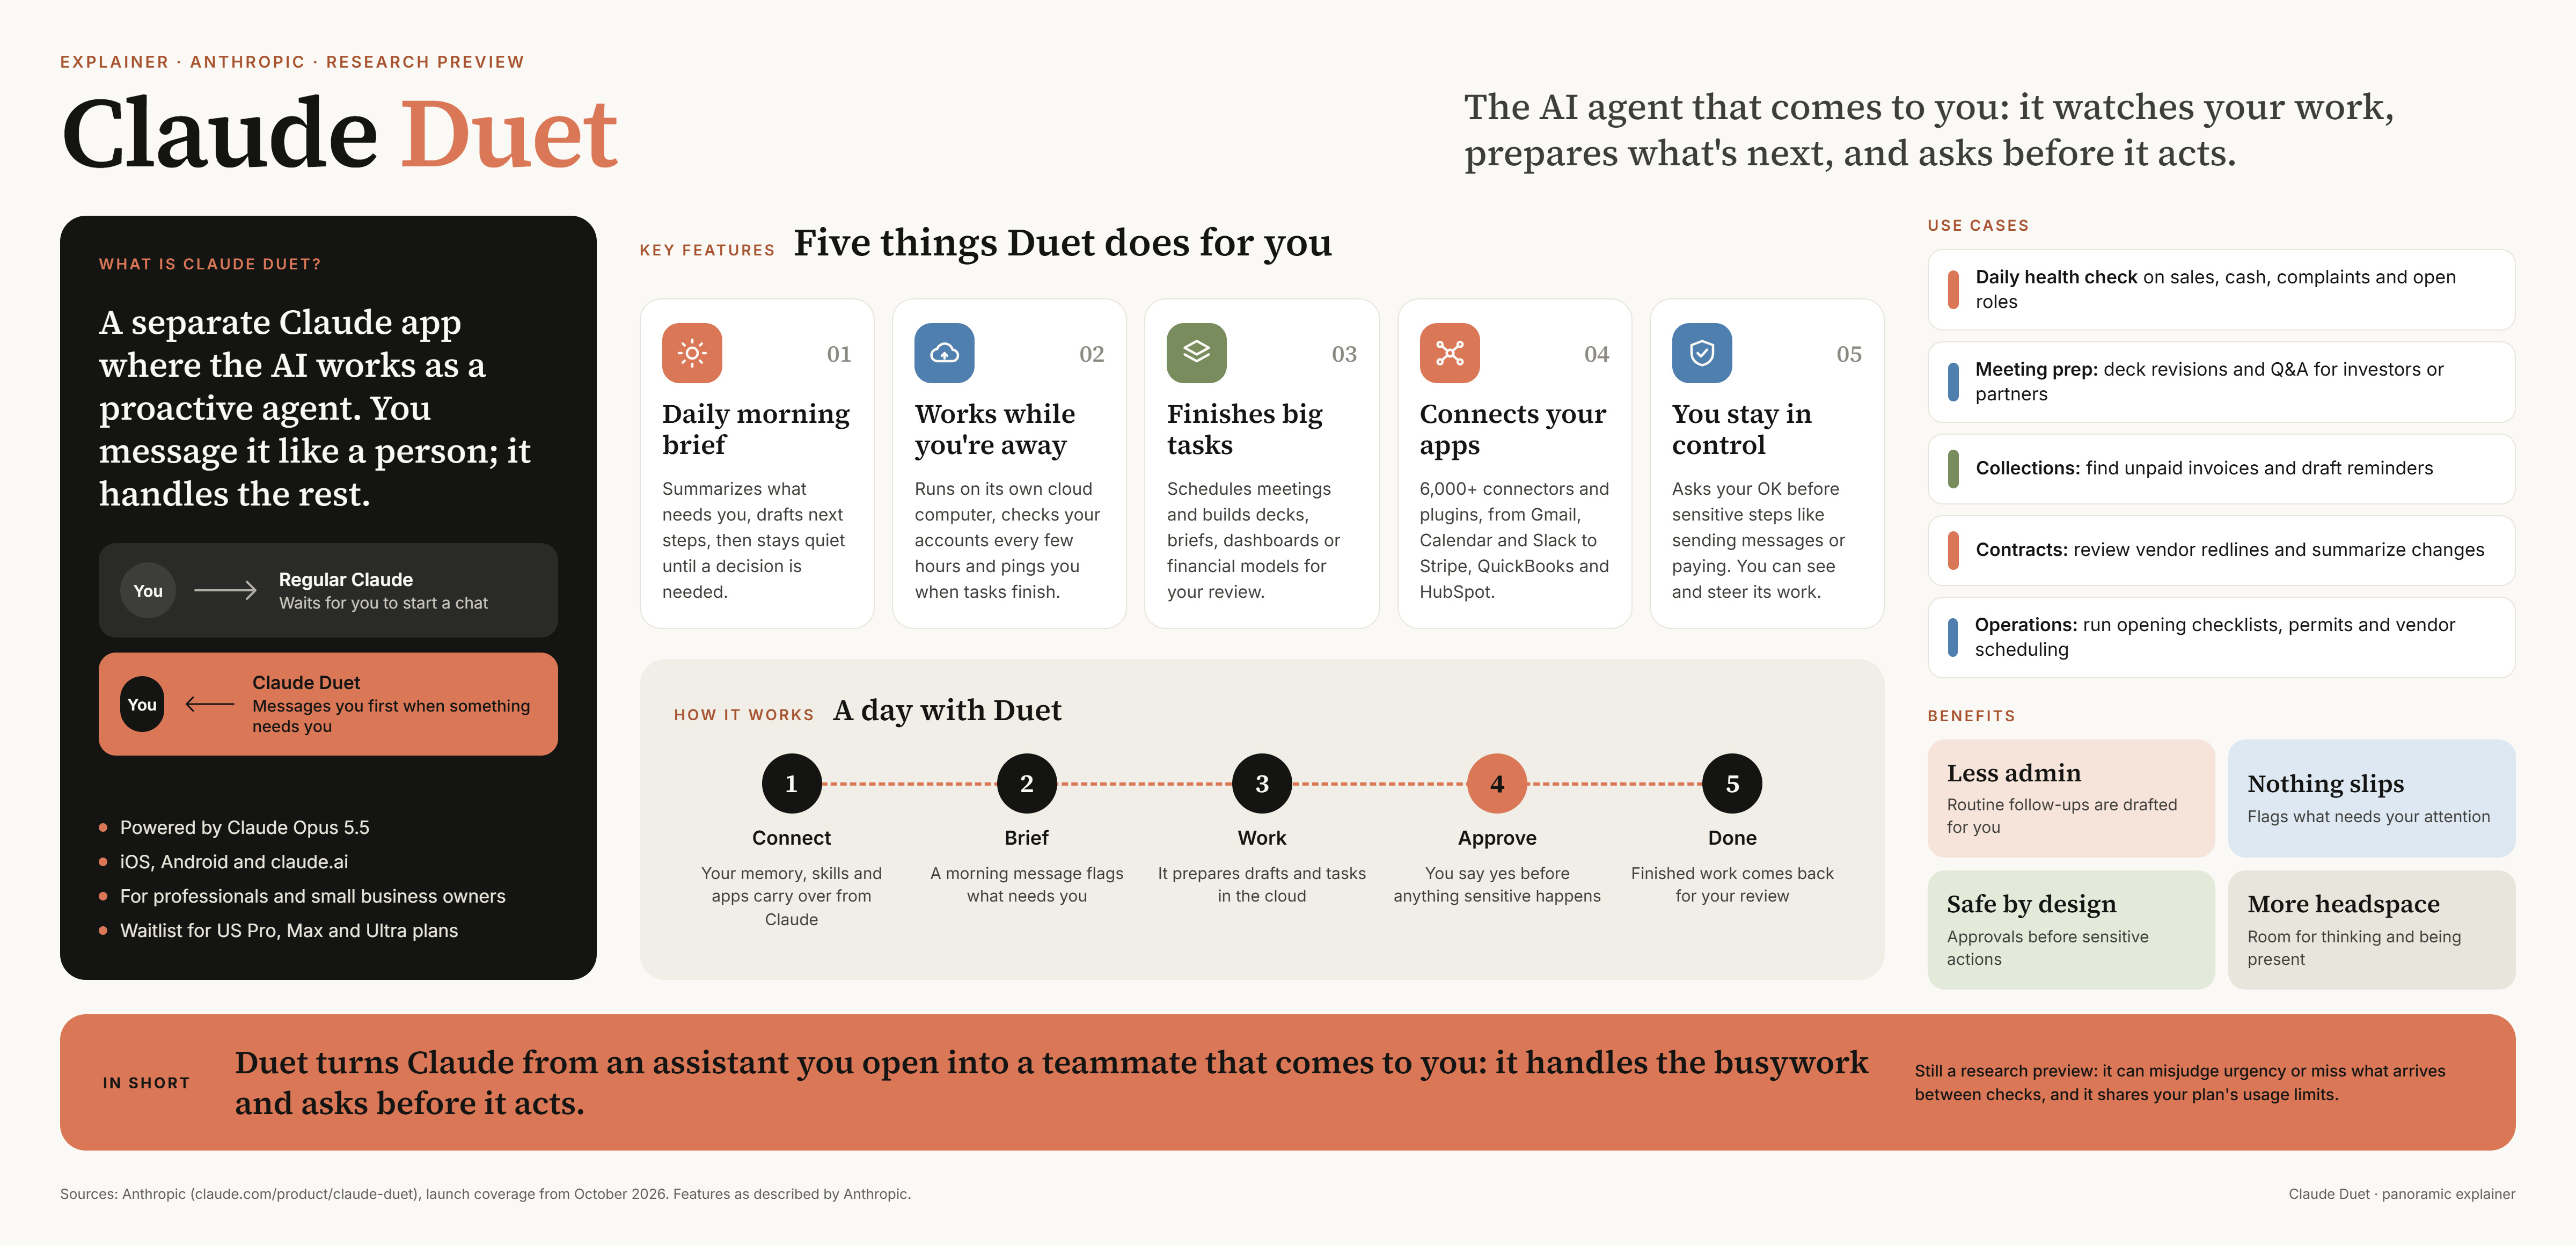 EXPLAINER · ANTHROPIC · RESEARCH PREVIEW
Claude Duet
The AI agent that comes to you: it watches your work,
prepares what's next, and asks before it acts.
WHAT IS CLAUDE DUET?
A separate Claude app
where the AI works as a
proactive agent. You
message it like a person; it
handles the rest.
You
Regular Claude
Waits for you to start a chat
You
Claude Duet
Messages you first when something
needs you
Powered by Claude Opus 5.5
iOS, Android and claude.ai
For professionals and small business owners
Waitlist for US Pro, Max and Ultra plans
KEY FEATURES
Five things Duet does for you
01
Daily morning
brief
Summarizes what
needs you, drafts next
steps, then stays quiet
until a decision is
needed.
02
Works while
you're away
Runs on its own cloud
computer, checks your
accounts every few
hours and pings you
when tasks finish.
03
Finishes big
tasks
Schedules meetings
and builds decks,
briefs, dashboards or
financial models for
your review.
04
Connects your
apps
6,000+ connectors and
plugins, from Gmail,
Calendar and Slack to
Stripe, QuickBooks and
HubSpot.
05
You stay in
control
Asks your OK before
sensitive steps like
sending messages or
paying. You can see
and steer its work.
HOW IT WORKS
A day with Duet
1
Connect
Your memory, skills and
apps carry over from
Claude
2
Brief
A morning message flags
what needs you
3
Work
It prepares drafts and tasks
in the cloud
4
Approve
You say yes before
anything sensitive happens
5
Done
Finished work comes back
for your review
USE CASES
Daily health check on sales, cash, complaints and open
roles
Meeting prep: deck revisions and Q&A for investors or
partners
Collections: find unpaid invoices and draft reminders
Contracts: review vendor redlines and summarize changes
Operations: run opening checklists, permits and vendor
scheduling
BENEFITS
Less admin
Routine follow-ups are drafted
for you
Nothing slips
Flags what needs your attention
Safe by design
Approvals before sensitive
actions
More headspace
Room for thinking and being
present
IN SHORT
Duet turns Claude from an assistant you open into a teammate that comes to you: it handles the busywork
and asks before it acts.
Still a research preview: it can misjudge urgency or miss what arrives
between checks, and it shares your plan's usage limits.
Sources: Anthropic (claude.com/product/claude-duet), launch coverage from October 2026. Features as described by Anthropic.
Claude Duet · panoramic explainer